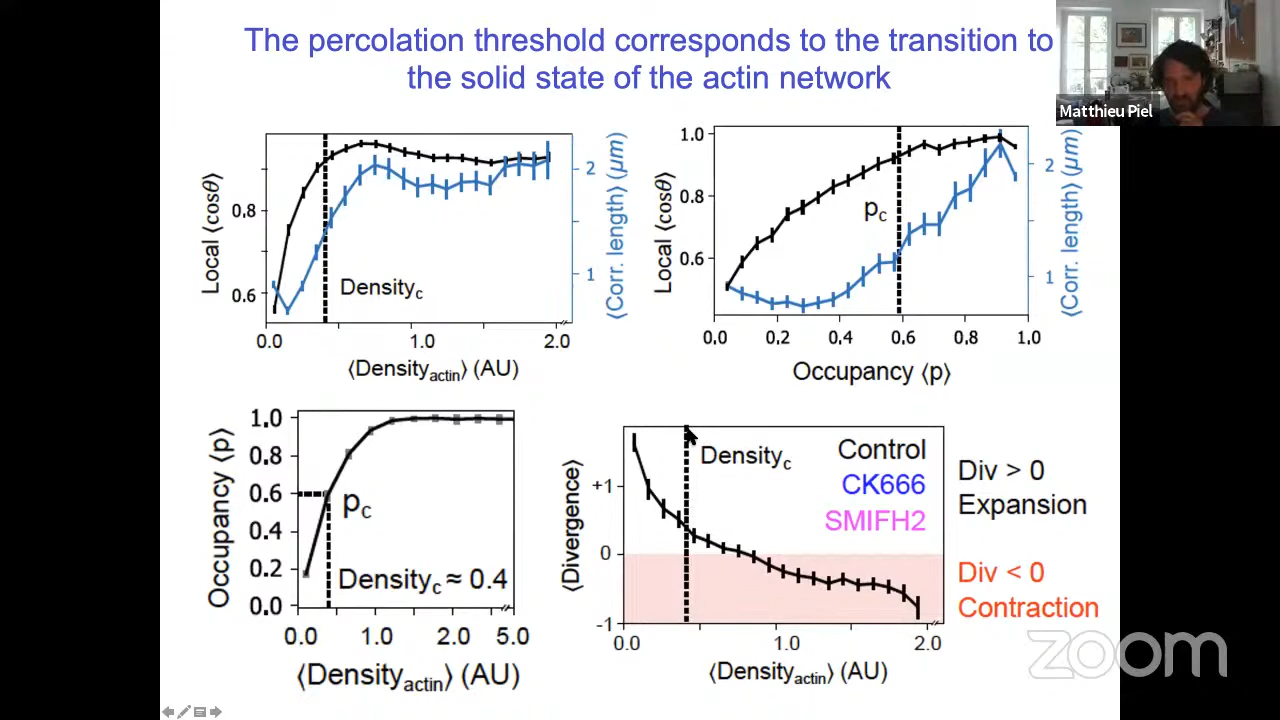 The percolation threshold corresponds to the transition to
the solid state of the actin network
Matthieu Piel
Local ⟨cosθ⟩
0.8
0.6
2
1
⟨Corr. length⟩ (μm)
Density_c
0.0
1.0
2.0
⟨Density_actin⟩ (AU)
Local ⟨cosθ⟩
1.0
0.8
0.6
p_c
2
1
⟨Corr. length⟩ (μm)
0.0
0.2
0.4
0.6
0.8
1.0
Occupancy ⟨p⟩
Occupancy ⟨p⟩
1.0
0.8
0.6
0.4
0.2
0.0
p_c
Density_c ≈ 0.4
0.0
1.0
2.0
5.0
⟨Density_actin⟩ (AU)
⟨Divergence⟩
+1
0
-1
Density_c
Control
CK666
SMIFH2
0.0
1.0
2.0
⟨Density_actin⟩ (AU)
Div > 0
Expansion
Div < 0
Contraction
zoom